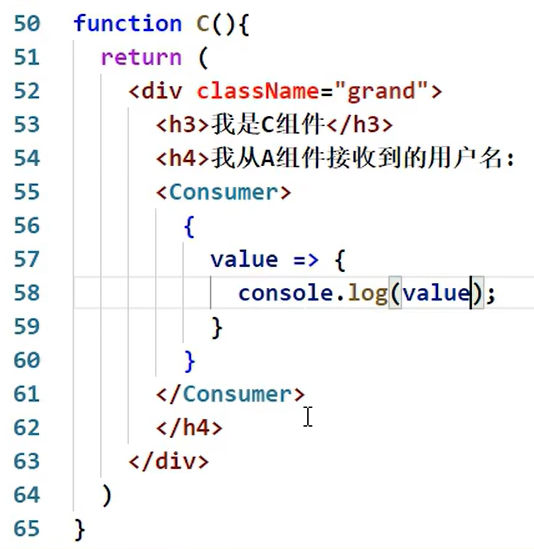 50 function C(){
51   return (
52     <div className="grand">
53       <h3>我是C组件</h3>
54       <h4>我从A组件接收到的用户名:
55       <Consumer>
56         {
57           value => {
58             console.log(value);
59           }
60         }
61       </Consumer>
62       </h4>
63     </div>
64   )
65 }